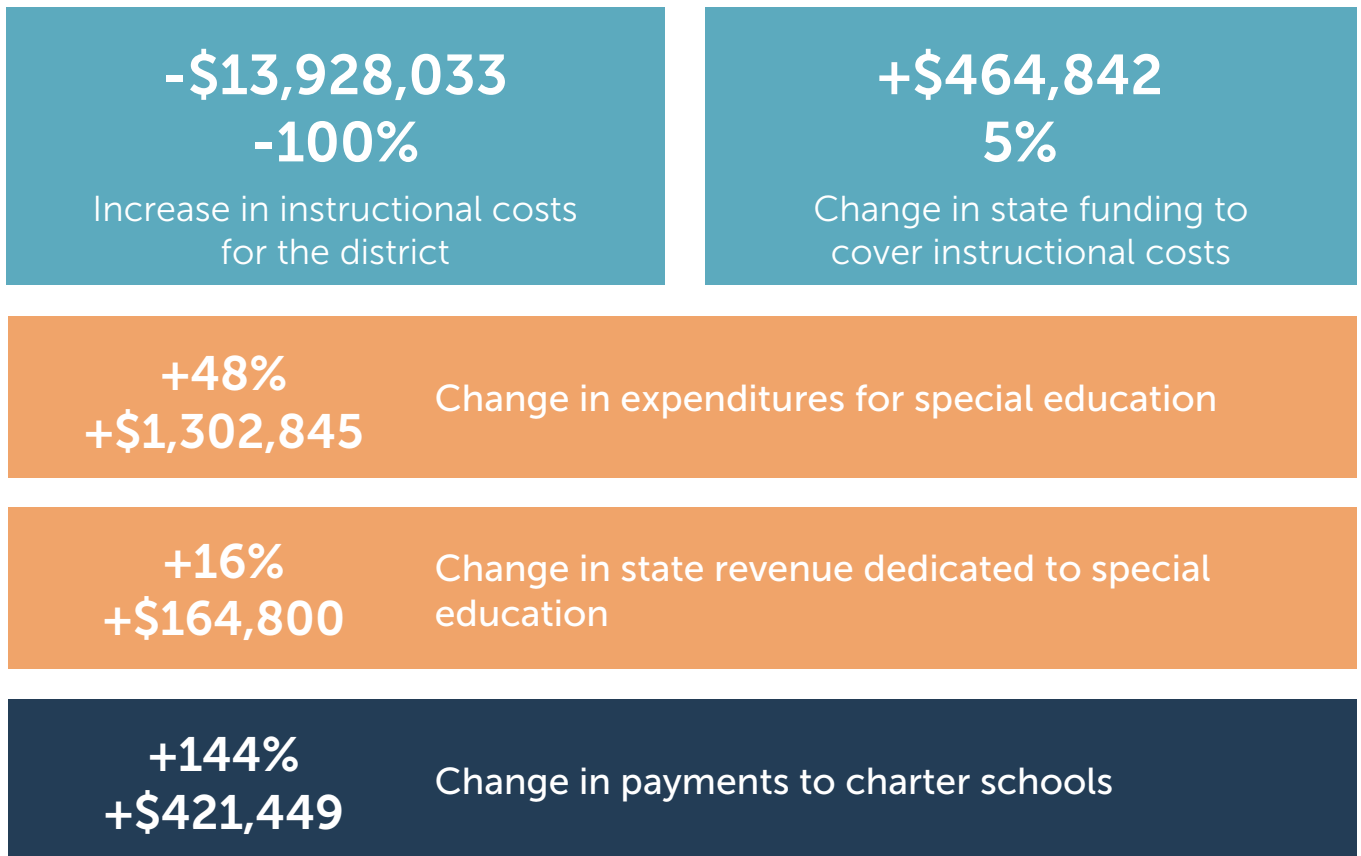 -$13,928,033
-100%
Increase in instructional costs
for the district
+$464,842
5%
Change in state funding to
cover instructional costs
+48%
+$1,302,845
Change in expenditures for special education
+16%
+$164,800
Change in state revenue dedicated to special
education
+144%
+$421,449
Change in payments to charter schools